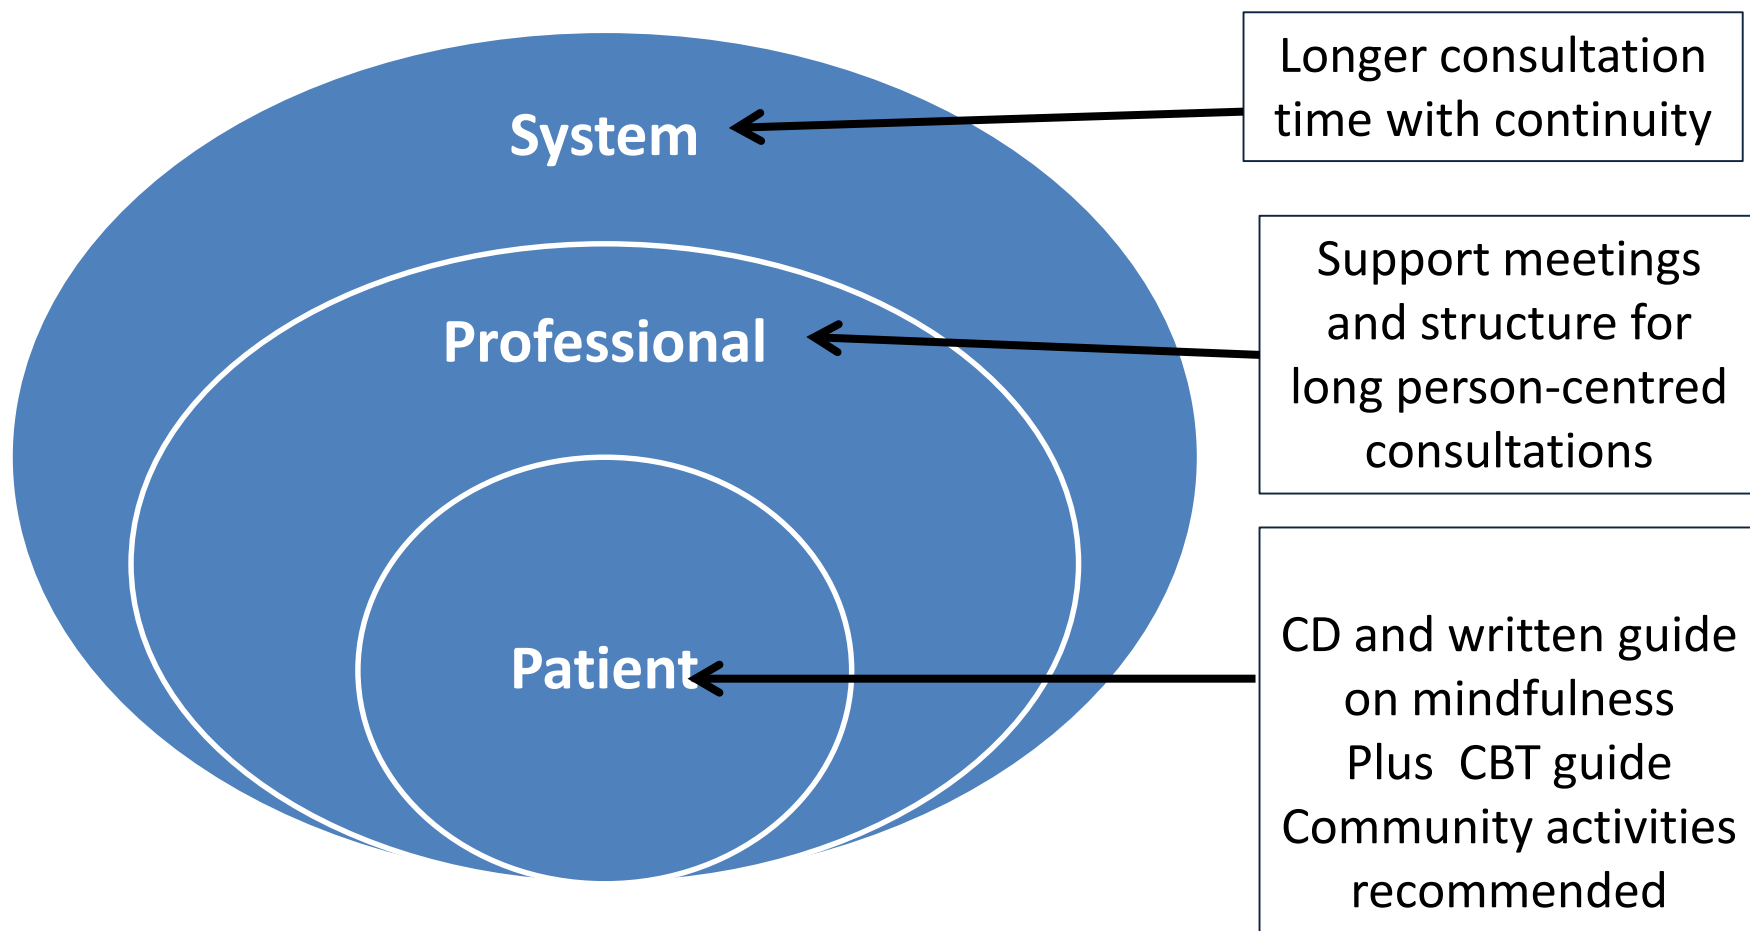 System
Longer consultation
time with continuity
Professional
Support meetings
and structure for
long person-centred
consultations
Patient
CD and written guide
on mindfulness
Plus  CBT guide
Community activities
recommended